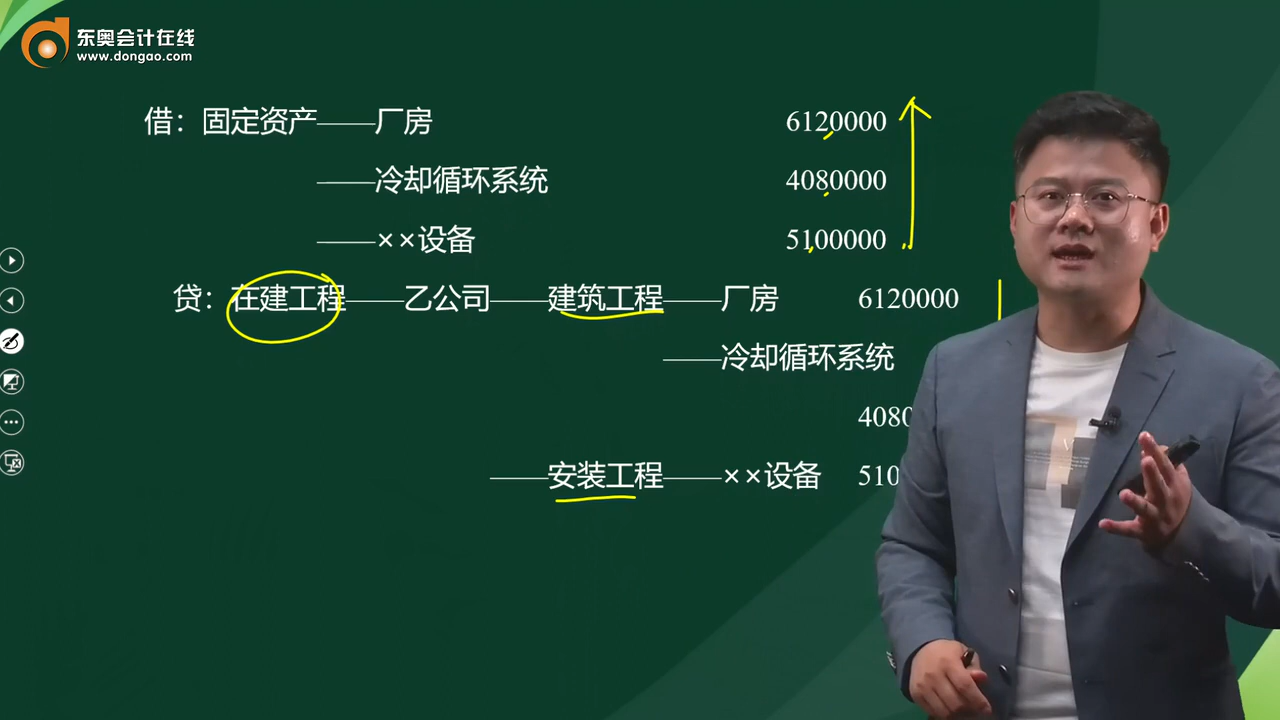 东奥会计在线
www.dongao.com
借：固定资产——厂房 6120000
——冷却循环系统 4080000
——××设备 5100000
贷：在建工程——乙公司——建筑工程——厂房 6120000
——冷却循环系统
4080
——安装工程——××设备 510